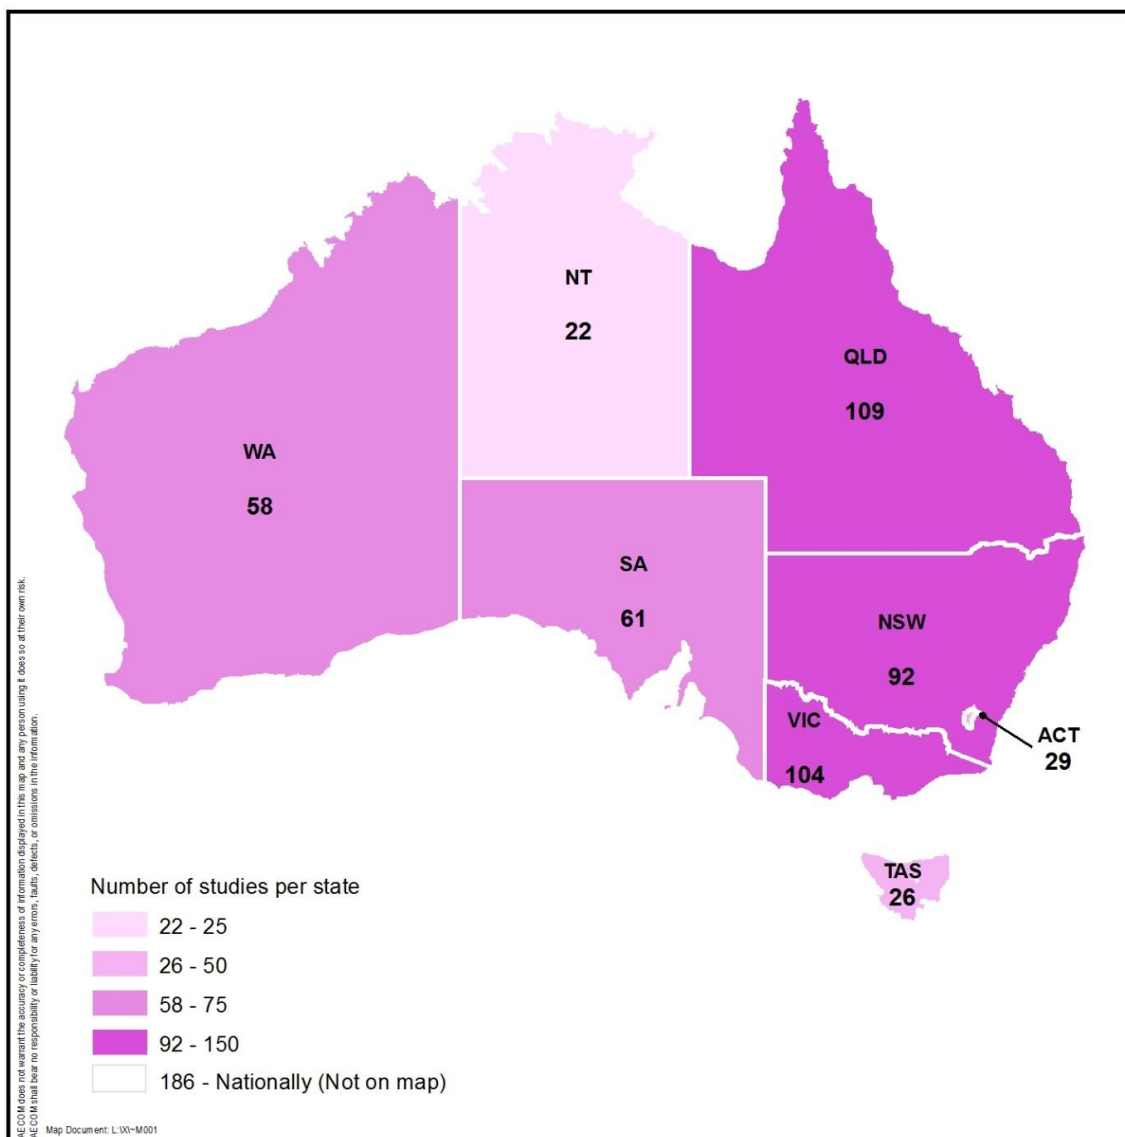 NT
22
QLD
109
WA
58
SA
61
NSW
92
VIC
104
ACT
29
TAS
26
Number of studies per state
22 - 25
26 - 50
58 - 75
92 - 150
186 - Nationally (Not on map)
AECOM does not warrant the accuracy or completeness of information displayed in this map and any person using it does so at their own risk.
AECOM shall bear no responsibility or liability for any errors, faults, defects, or omissions in the information.
Map Document: